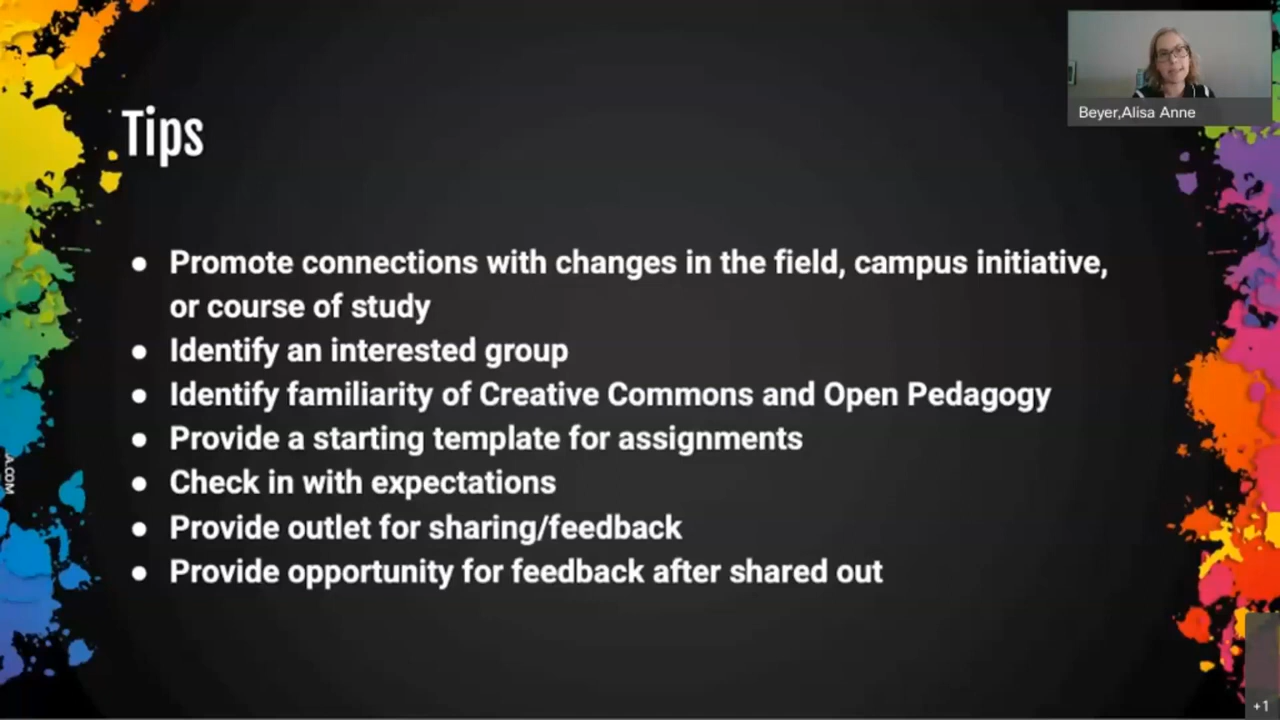 Tips
Beyer,Alisa Anne
● Promote connections with changes in the field, campus initiative,
or course of study
● Identify an interested group
● Identify familiarity of Creative Commons and Open Pedagogy
● Provide a starting template for assignments
● Check in with expectations
● Provide outlet for sharing/feedback
● Provide opportunity for feedback after shared out
A.COM
+1